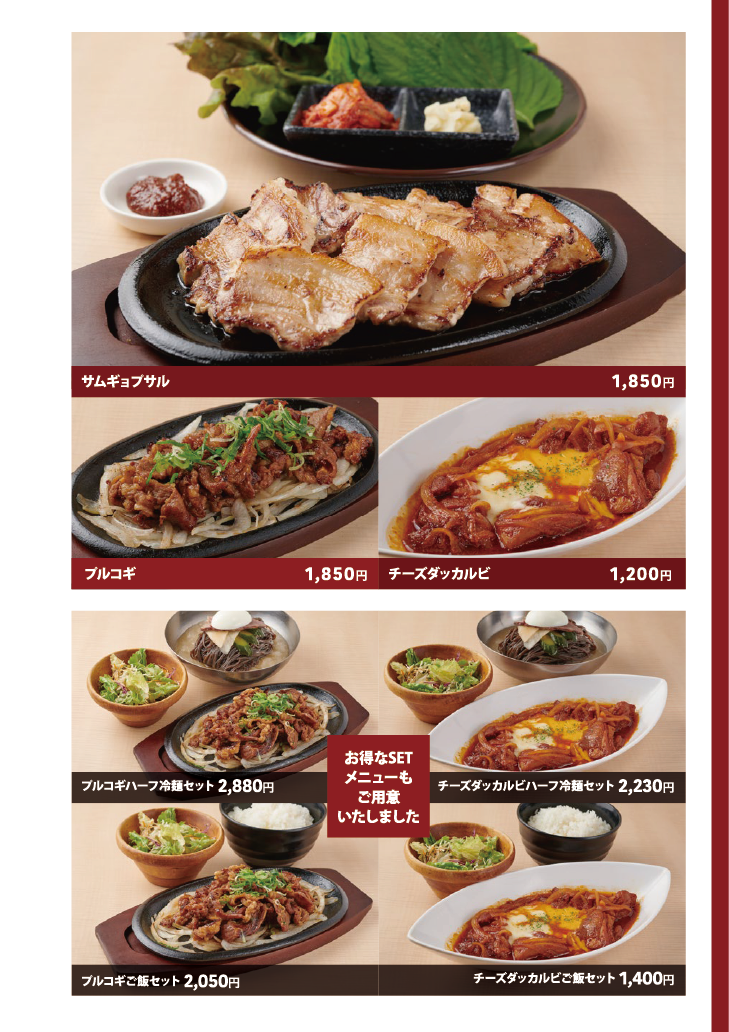 サムギョプサル 1,850円
プルコギ 1,850円
チーズダッカルビ 1,200円
お得なSET
メニューも
ご用意
いたしました
プルコギハーフ冷麺セット 2,880円
チーズダッカルビハーフ冷麺セット 2,230円
プルコギご飯セット 2,050円
チーズダッカルビご飯セット 1,400円